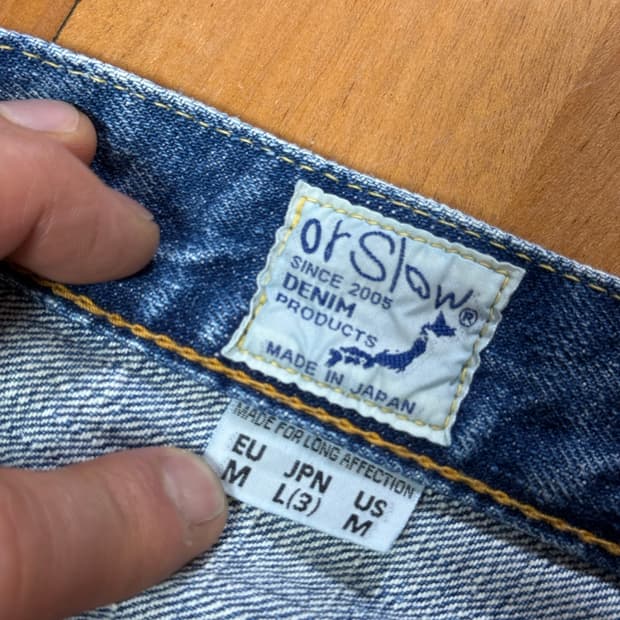 orSlow®
SINCE 2005
DENIM
PRODUCTS
MADE IN JAPAN
MADE FOR LONG AFFECTION
EU JPN US
M L(3) M